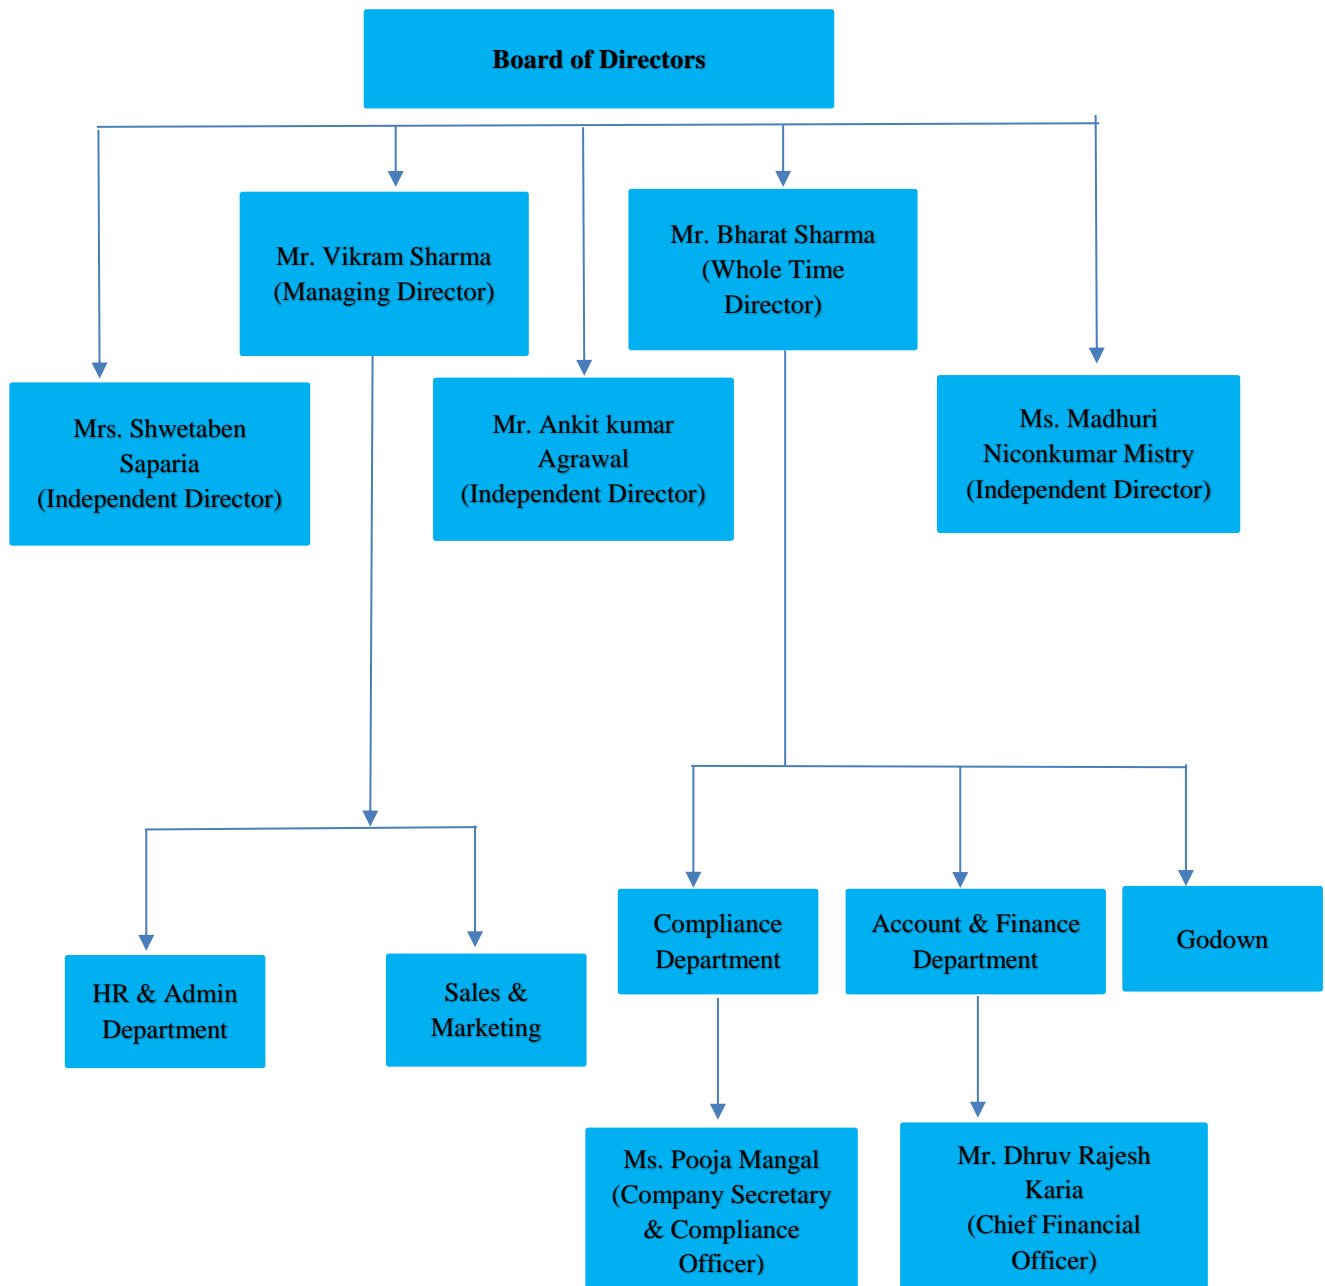 Board of Directors
Mr. Vikram Sharma
(Managing Director)
Mr. Bharat Sharma
(Whole Time
Director)
Mrs. Shwetaben
Saparia
(Independent Director)
Mr. Ankit kumar
Agrawal
(Independent Director)
Ms. Madhuri
Niconkumar Mistry
(Independent Director)
HR & Admin
Department
Sales &
Marketing
Compliance
Department
Account & Finance
Department
Godown
Ms. Pooja Mangal
(Company Secretary
& Compliance
Officer)
Mr. Dhruv Rajesh
Karia
(Chief Financial
Officer)